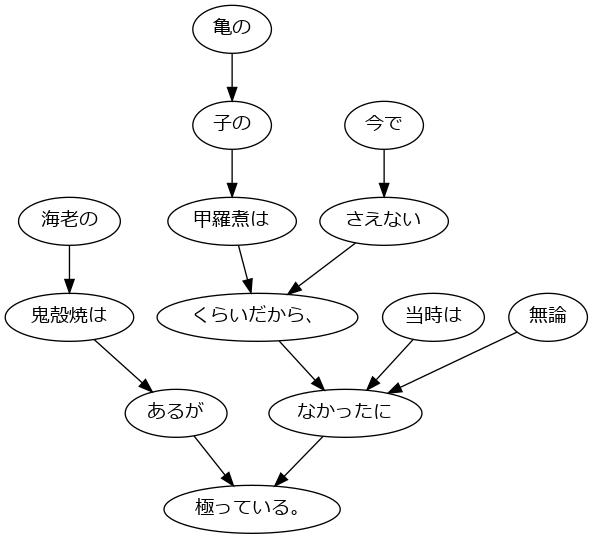 亀の
子の
今で
海老の
甲羅煮は
さえない
鬼殻焼は
くらいだから、
当時は
無論
あるが
なかったに
極っている。